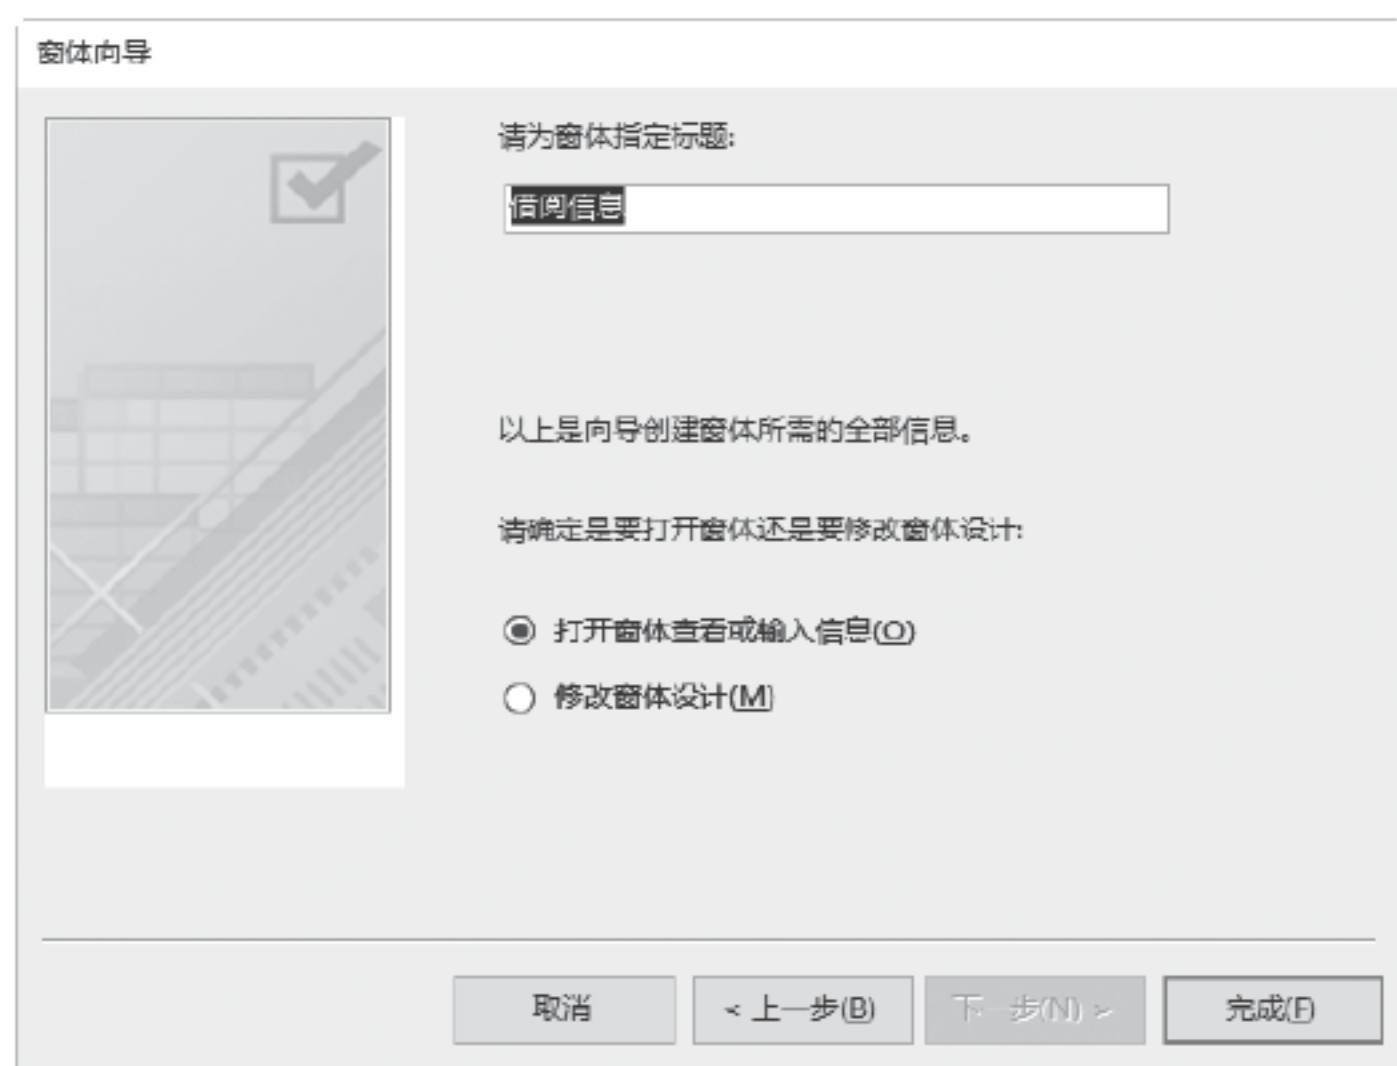 窗体向导
请为窗体指定标题:
借阅信息
以上是向导创建窗体所需的全部信息。
请确定是要打开窗体还是要修改窗体设计:
打开窗体查看或输入信息(O)
修改窗体设计(M)
取消 < 上一步(B) 下一步(N) > 完成(F)